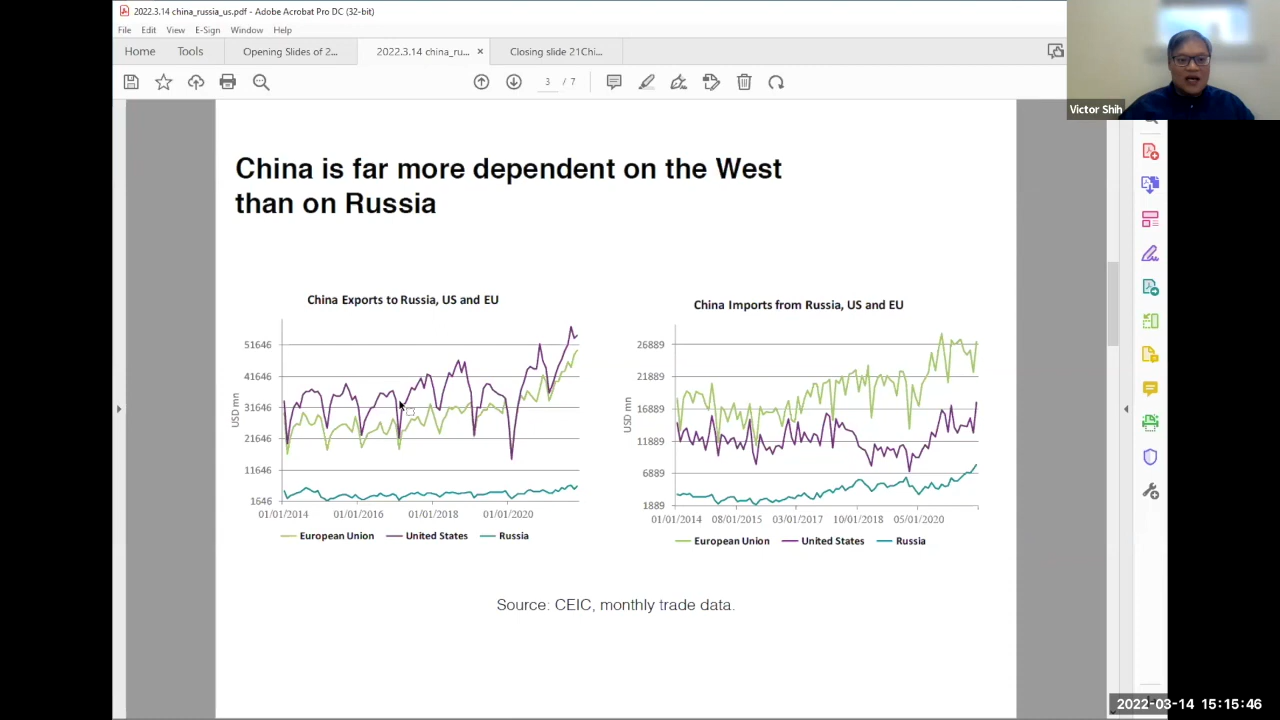 2022.3.14 china_russia_us.pdf - Adobe Acrobat Pro DC (32-bit)
File Edit View E-Sign Window Help
Home Tools Opening Slides of 2... 2022.3.14 china_ru... × Closing slide 21Chi...
3 / 7
Victor Shih
China is far more dependent on the West
than on Russia
China Exports to Russia, US and EU
USD mn
51646
41646
31646
21646
11646
1646
01/01/2014 01/01/2016 01/01/2018 01/01/2020
European Union United States Russia
China Imports from Russia, US and EU
USD mn
26889
21889
16889
11889
6889
1889
01/01/2014 08/01/2015 03/01/2017 10/01/2018 05/01/2020
European Union United States Russia
Source: CEIC, monthly trade data.
2022-03-14 15:15:46